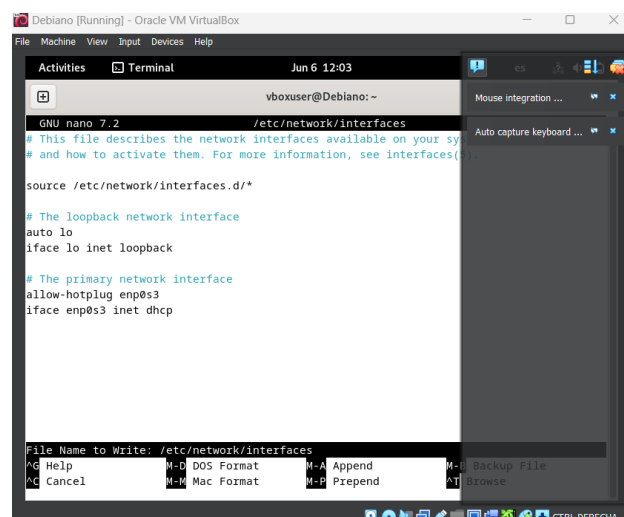 Debiano [Running] - Oracle VM VirtualBox
File Machine View Input Devices Help
Activities Terminal Jun 6 12:03 es
vboxuser@Debiano: ~
Mouse integration ...
Auto capture keyboard ...
GNU nano 7.2 /etc/network/interfaces
# This file describes the network interfaces available on your sys
# and how to activate them. For more information, see interfaces(5).
source /etc/network/interfaces.d/*
# The loopback network interface
auto lo
iface lo inet loopback
# The primary network interface
allow-hotplug enp0s3
iface enp0s3 inet dhcp
File Name to Write: /etc/network/interfaces
^G Help M-D DOS Format M-A Append M-B Backup File
^C Cancel M-M Mac Format M-P Prepend ^T Browse
CTRL DERECHA